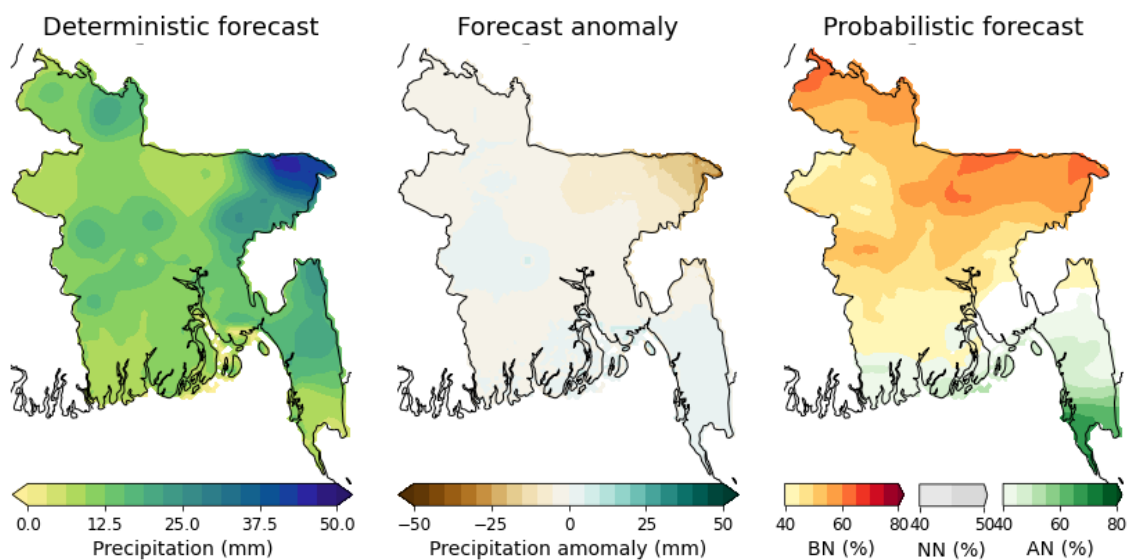 Deterministic forecast
Forecast anomaly
Probabilistic forecast
0.0 12.5 25.0 37.5 50.0
Precipitation (mm)
−50 −25 0 25 50
Precipitation amomaly (mm)
40 60 80
BN (%)
40 50
NN (%)
40 60 80
AN (%)